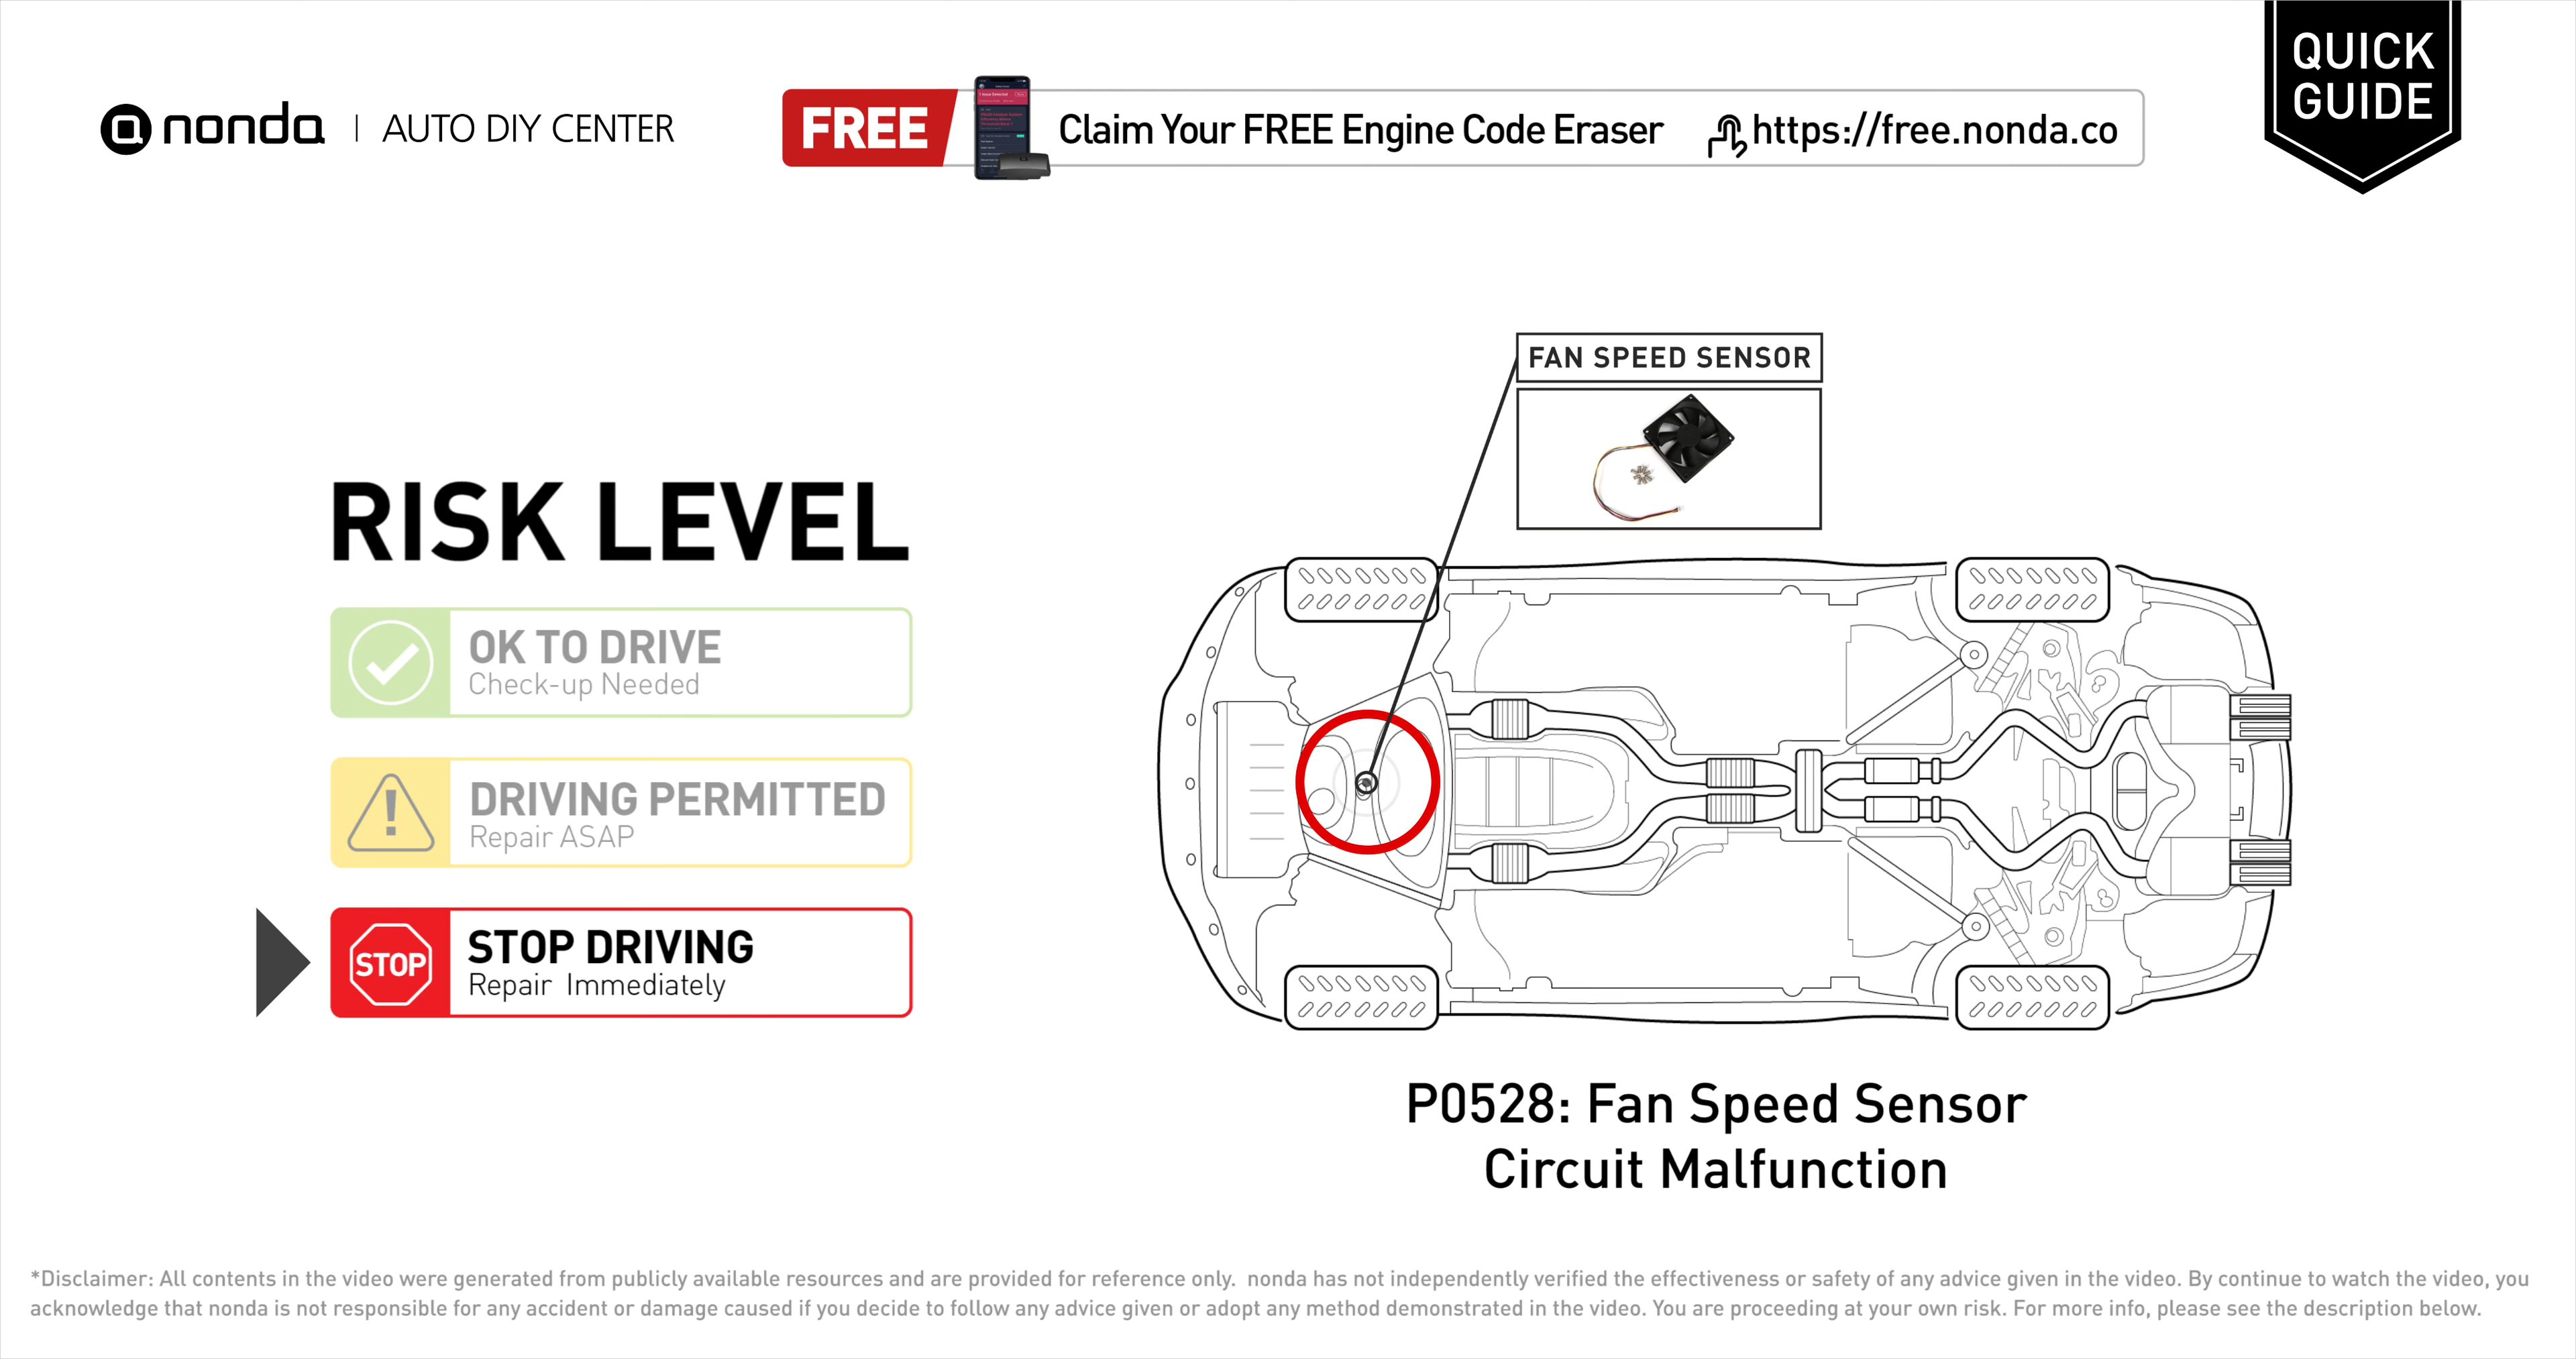 nonda | AUTO DIY CENTER
FREE
Claim Your FREE Engine Code Eraser
https://free.nonda.co
QUICK
GUIDE
FAN SPEED SENSOR
RISK LEVEL
OK TO DRIVE
Check-up Needed
DRIVING PERMITTED
Repair ASAP
STOP
STOP DRIVING
Repair Immediately
P0528: Fan Speed Sensor
Circuit Malfunction
*Disclaimer: All contents in the video were generated from publicly available resources and are provided for reference only. nonda has not independently verified the effectiveness or safety of any advice given in the video. By continue to watch the video, you
acknowledge that nonda is not responsible for any accident or damage caused if you decide to follow any advice given or adopt any method demonstrated in the video. You are proceeding at your own risk. For more info, please see the description below.